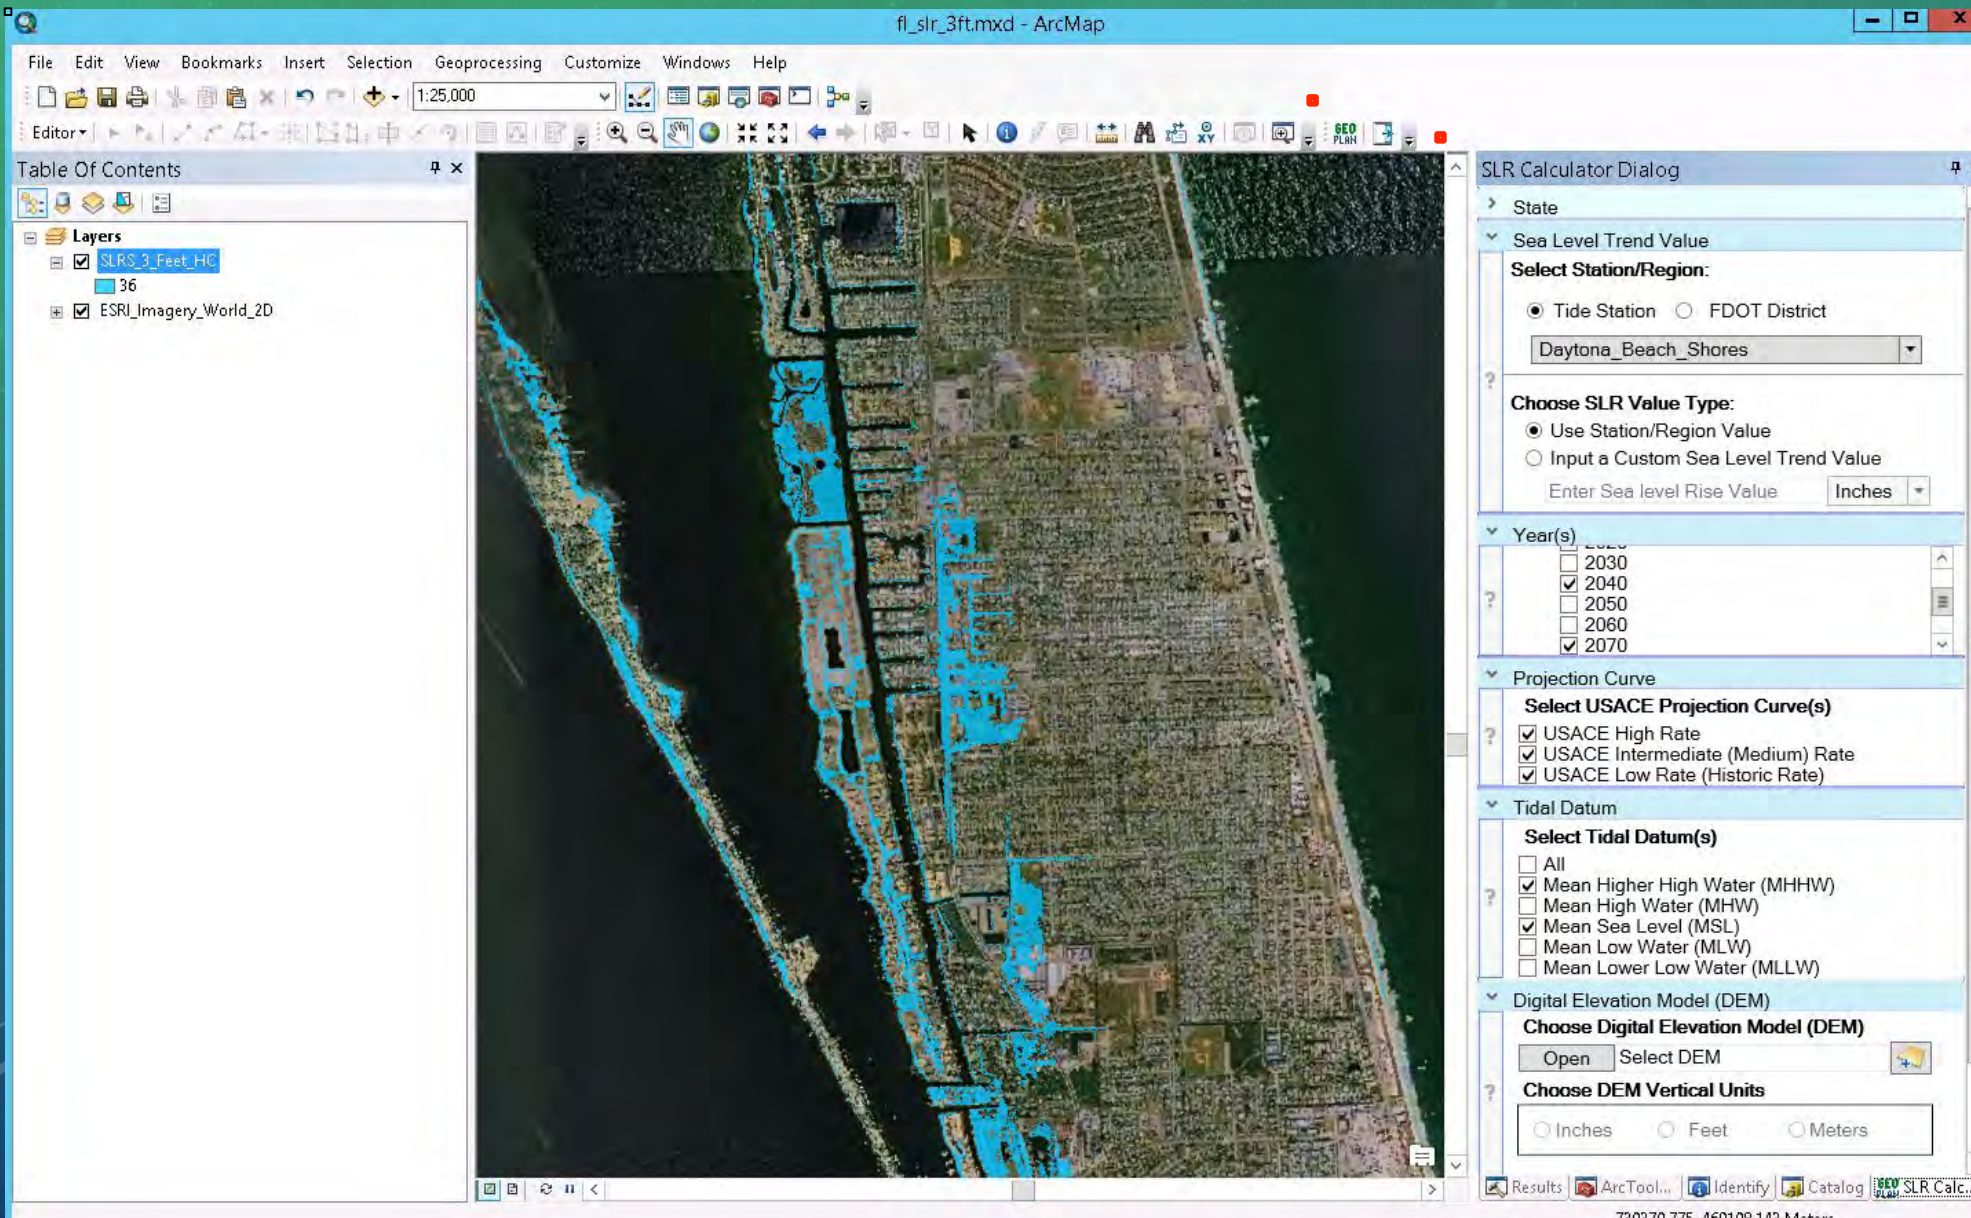 fl_slr_3ft.mxd - ArcMap
File Edit View Bookmarks Insert Selection Geoprocessing Customize Windows Help
1:25,000
Editor
GEO PLAN
Table Of Contents
Layers
SLRS_3_Feet_HC
36
ESRI_Imagery_World_2D
SLR Calculator Dialog
State
Sea Level Trend Value
Select Station/Region:
Tide Station FDOT District
Daytona_Beach_Shores
Choose SLR Value Type:
Use Station/Region Value
Input a Custom Sea Level Trend Value
Enter Sea level Rise Value Inches
Year(s)
2030
2040
2050
2060
2070
Projection Curve
Select USACE Projection Curve(s)
USACE High Rate
USACE Intermediate (Medium) Rate
USACE Low Rate (Historic Rate)
Tidal Datum
Select Tidal Datum(s)
All
Mean Higher High Water (MHHW)
Mean High Water (MHW)
Mean Sea Level (MSL)
Mean Low Water (MLW)
Mean Lower Low Water (MLLW)
Digital Elevation Model (DEM)
Choose Digital Elevation Model (DEM)
Open Select DEM
Choose DEM Vertical Units
Inches Feet Meters
Results ArcTool... Identify Catalog GEO PLAN SLR Calc...